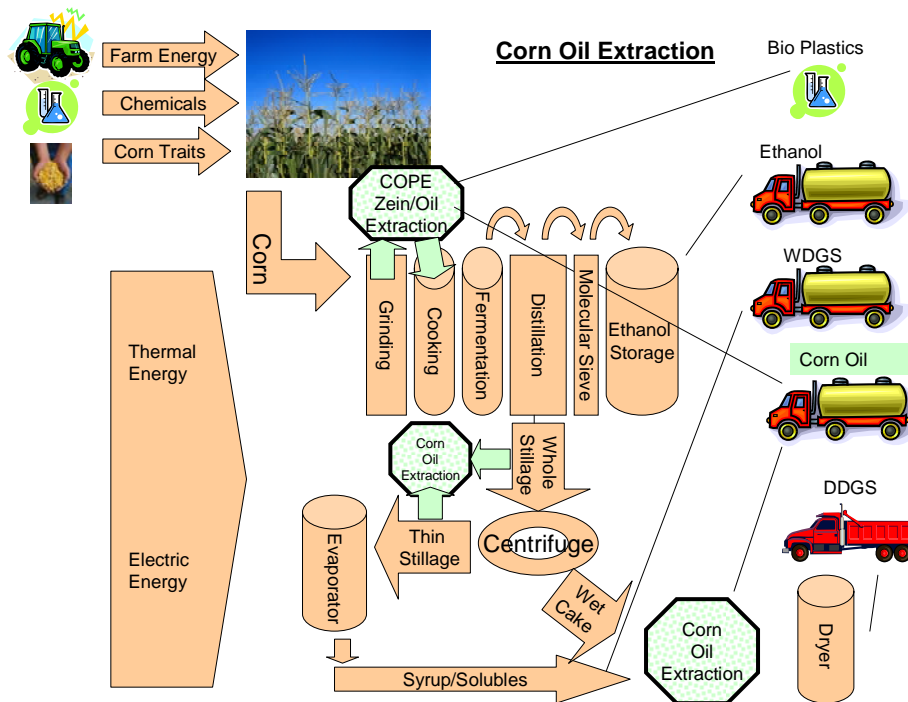 Corn Oil Extraction
Farm Energy
Chemicals
Corn Traits
Bio Plastics
Ethanol
WDGS
Corn Oil
DDGS
COPE
Zein/Oil
Extraction
Corn
Grinding
Cooking
Fermentation
Distillation
Molecular Sieve
Ethanol
Storage
Thermal
Energy
Electric
Energy
Corn
Oil
Extraction
Whole
Stillage
Centrifuge
Thin
Stillage
Evaporator
Wet
Cake
Syrup/Solubles
Corn
Oil
Extraction
Dryer